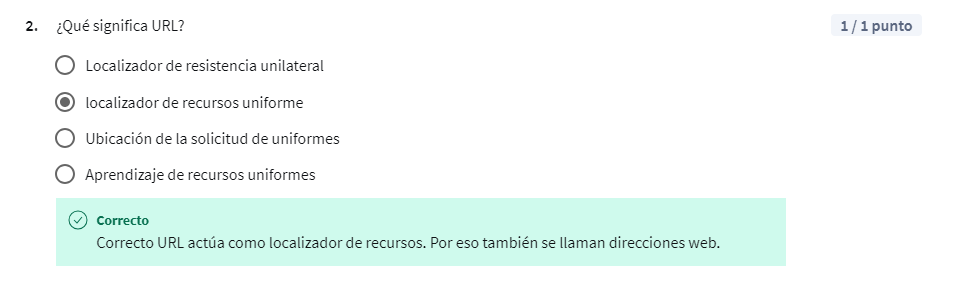 2. ¿Qué significa URL?
1 / 1 punto
Localizador de resistencia unilateral
localizador de recursos uniforme
Ubicación de la solicitud de uniformes
Aprendizaje de recursos uniformes
Correcto
Correcto URL actúa como localizador de recursos. Por eso también se llaman direcciones web.